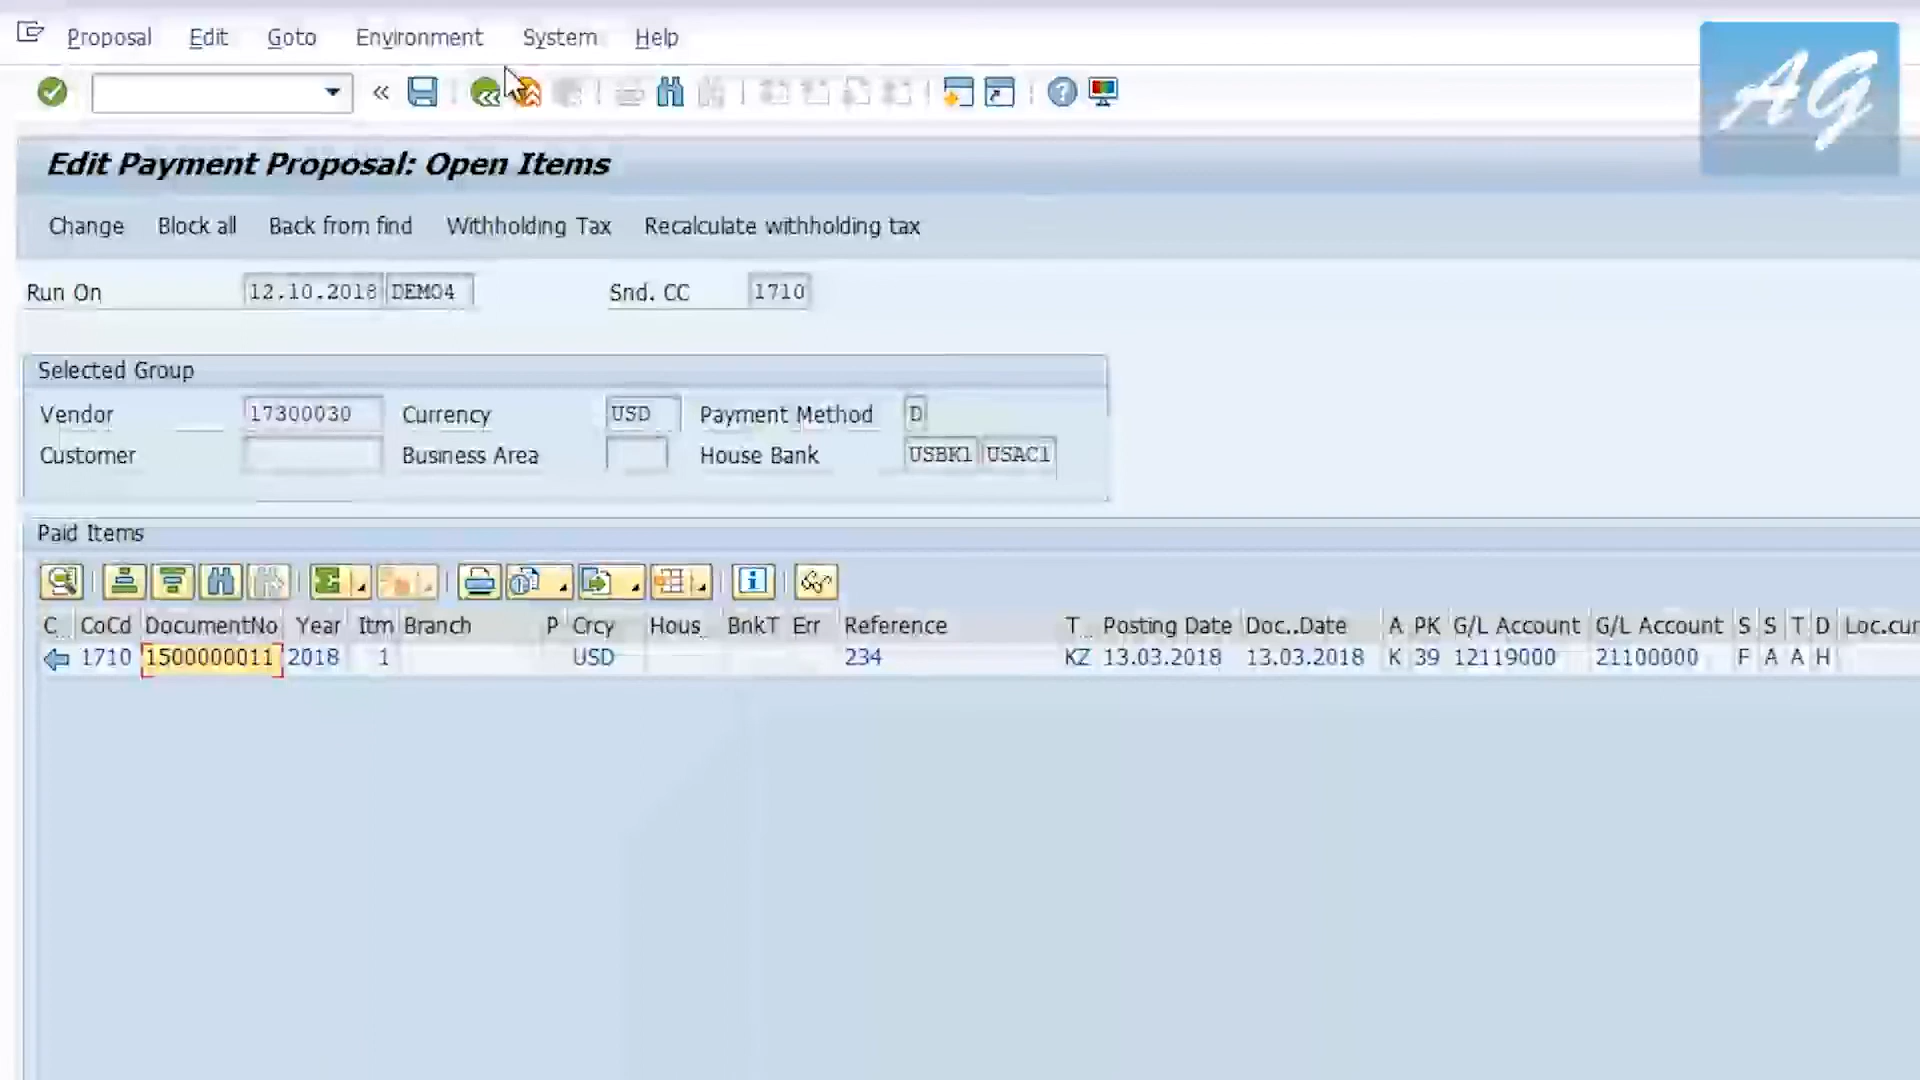 Proposal Edit Goto Environment System Help
AG
Edit Payment Proposal: Open Items
Change Block all Back from find Withholding Tax Recalculate withholding tax
Run On 12.10.2018 DEMO4 Snd. CC 1710
Selected Group
Vendor 17300030 Currency USD Payment Method D
Customer Business Area House Bank USBK1 USAC1
Paid Items
C CoCd DocumentNo Year Itm Branch P Crcy Hous BnkT Err Reference T Posting Date Doc..Date A PK G/L Account G/L Account S S T D Loc.cur
1710 1500000011 2018 1 USD 234 KZ 13.03.2018 13.03.2018 K 39 12119000 21100000 F A A H